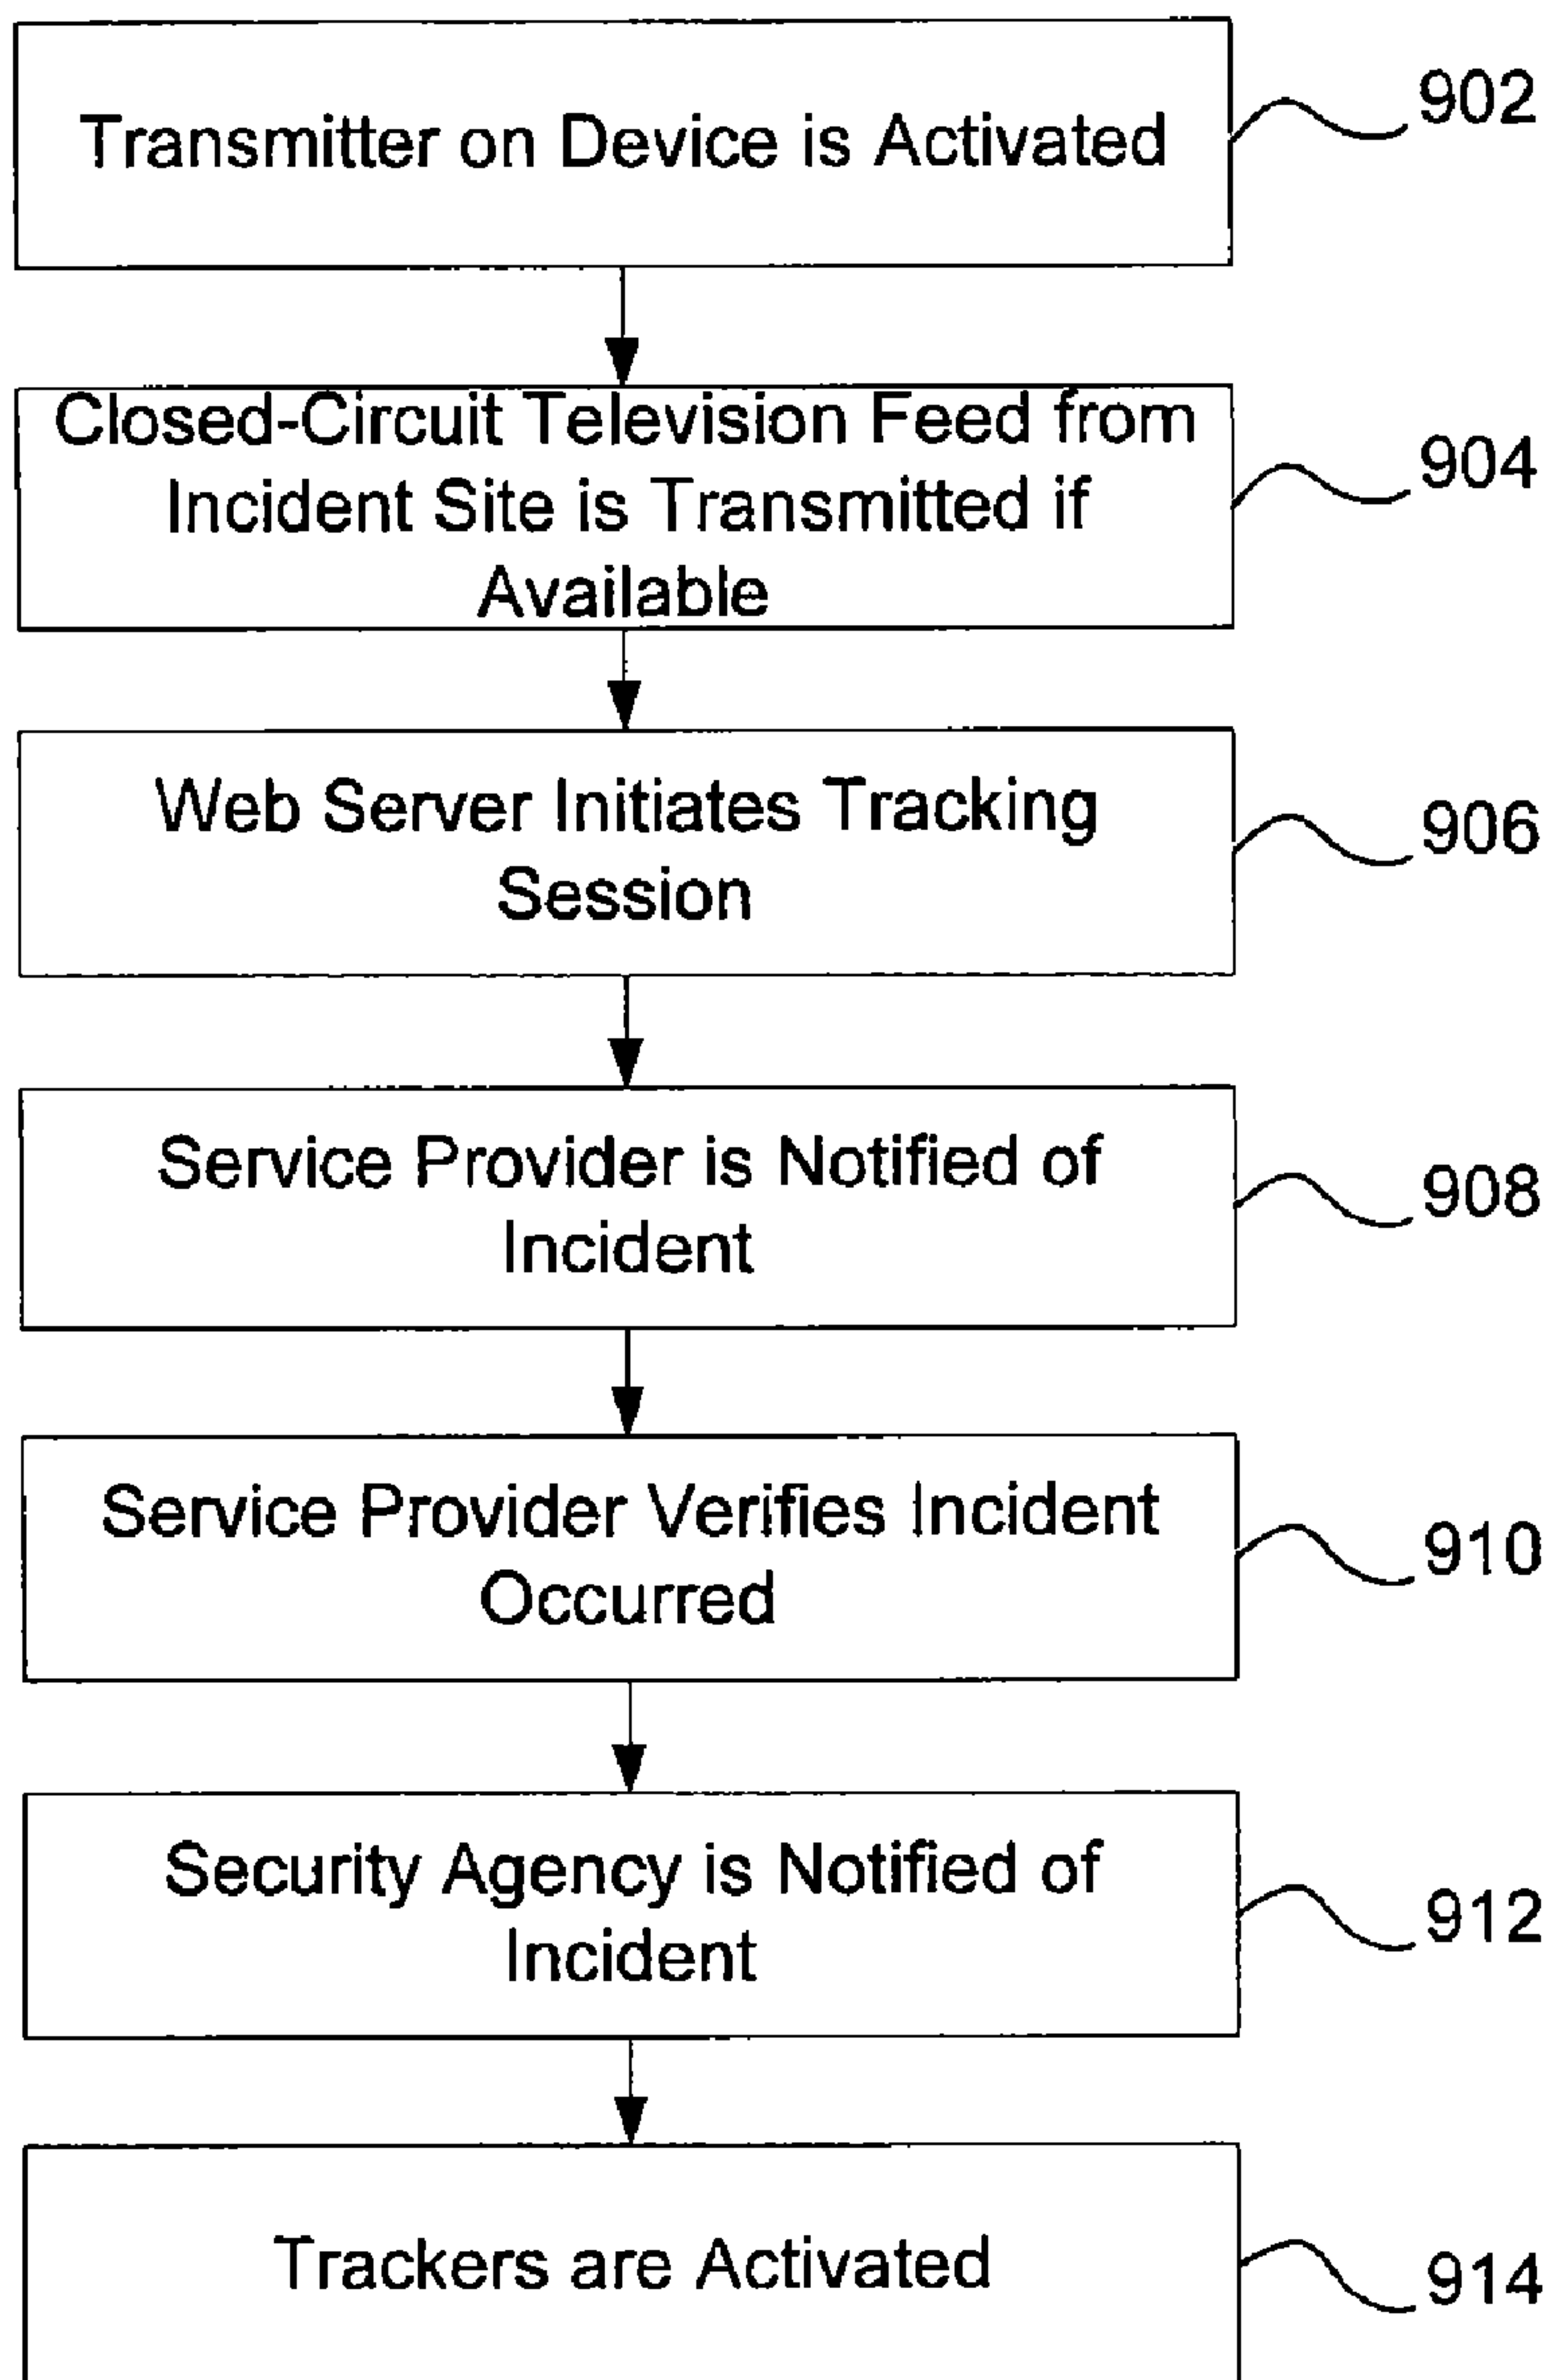 Transmitter on Device is Activated
902
Closed-Circuit Television Feed from
Incident Site is Transmitted if
Available
904
Web Server Initiates Tracking
Session
906
Service Provider is Notified of
Incident
908
Service Provider Verifies Incident
Occurred
910
Security Agency is Notified of
Incident
912
Trackers are Activated
914